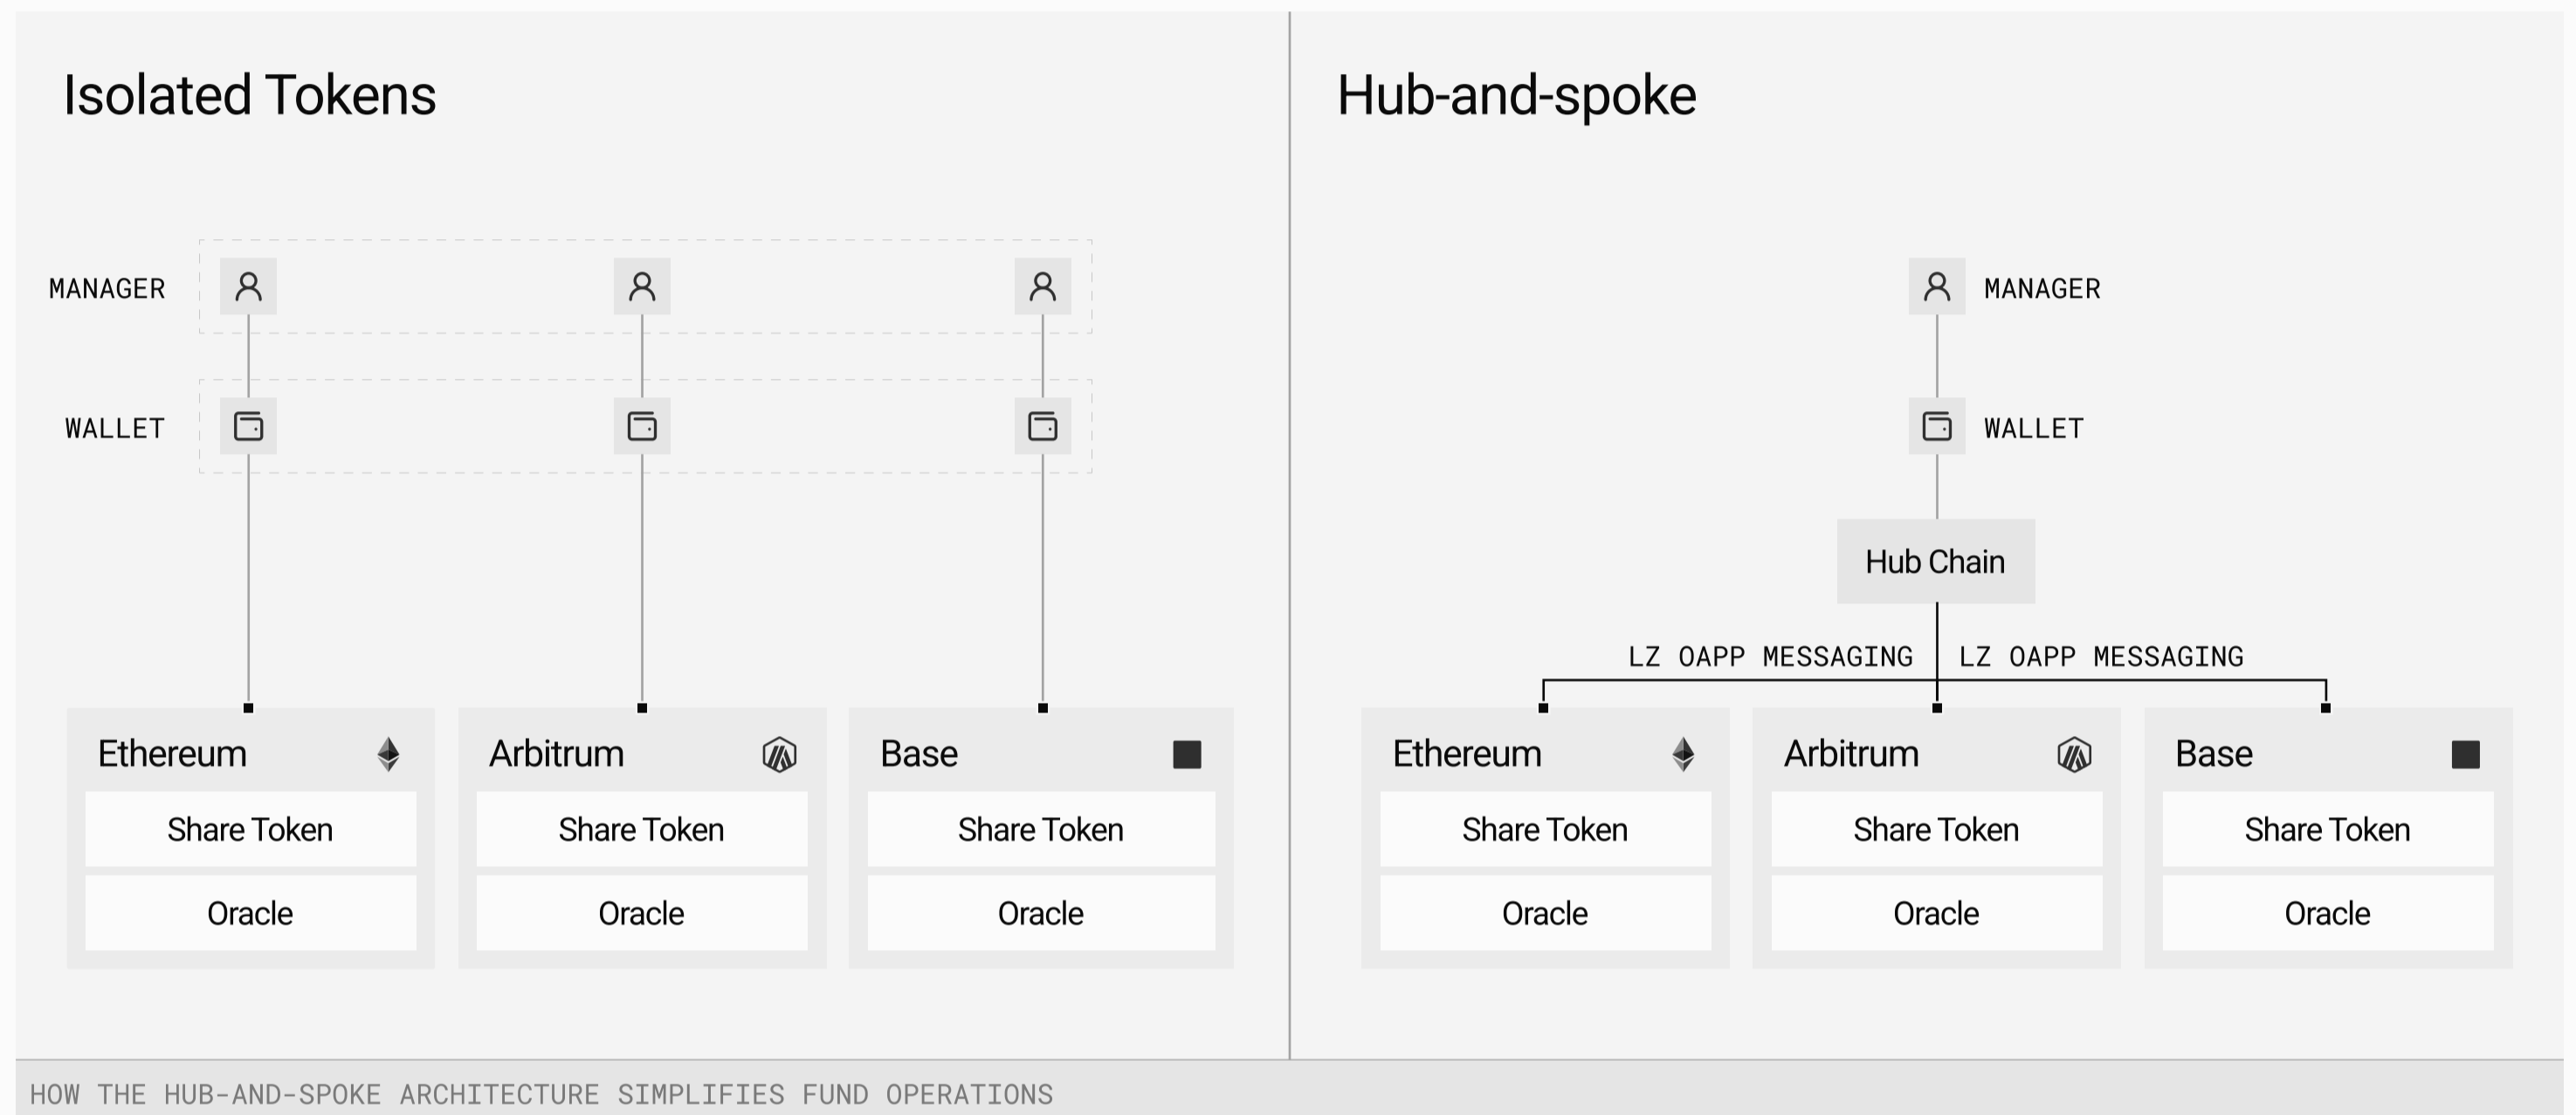 Isolated Tokens
MANAGER
WALLET
Ethereum
Share Token
Oracle
Arbitrum
Share Token
Oracle
Base
Share Token
Oracle
Hub-and-spoke
MANAGER
WALLET
Hub Chain
LZ OAPP MESSAGING
LZ OAPP MESSAGING
Ethereum
Share Token
Oracle
Arbitrum
Share Token
Oracle
Base
Share Token
Oracle
HOW THE HUB-AND-SPOKE ARCHITECTURE SIMPLIFIES FUND OPERATIONS